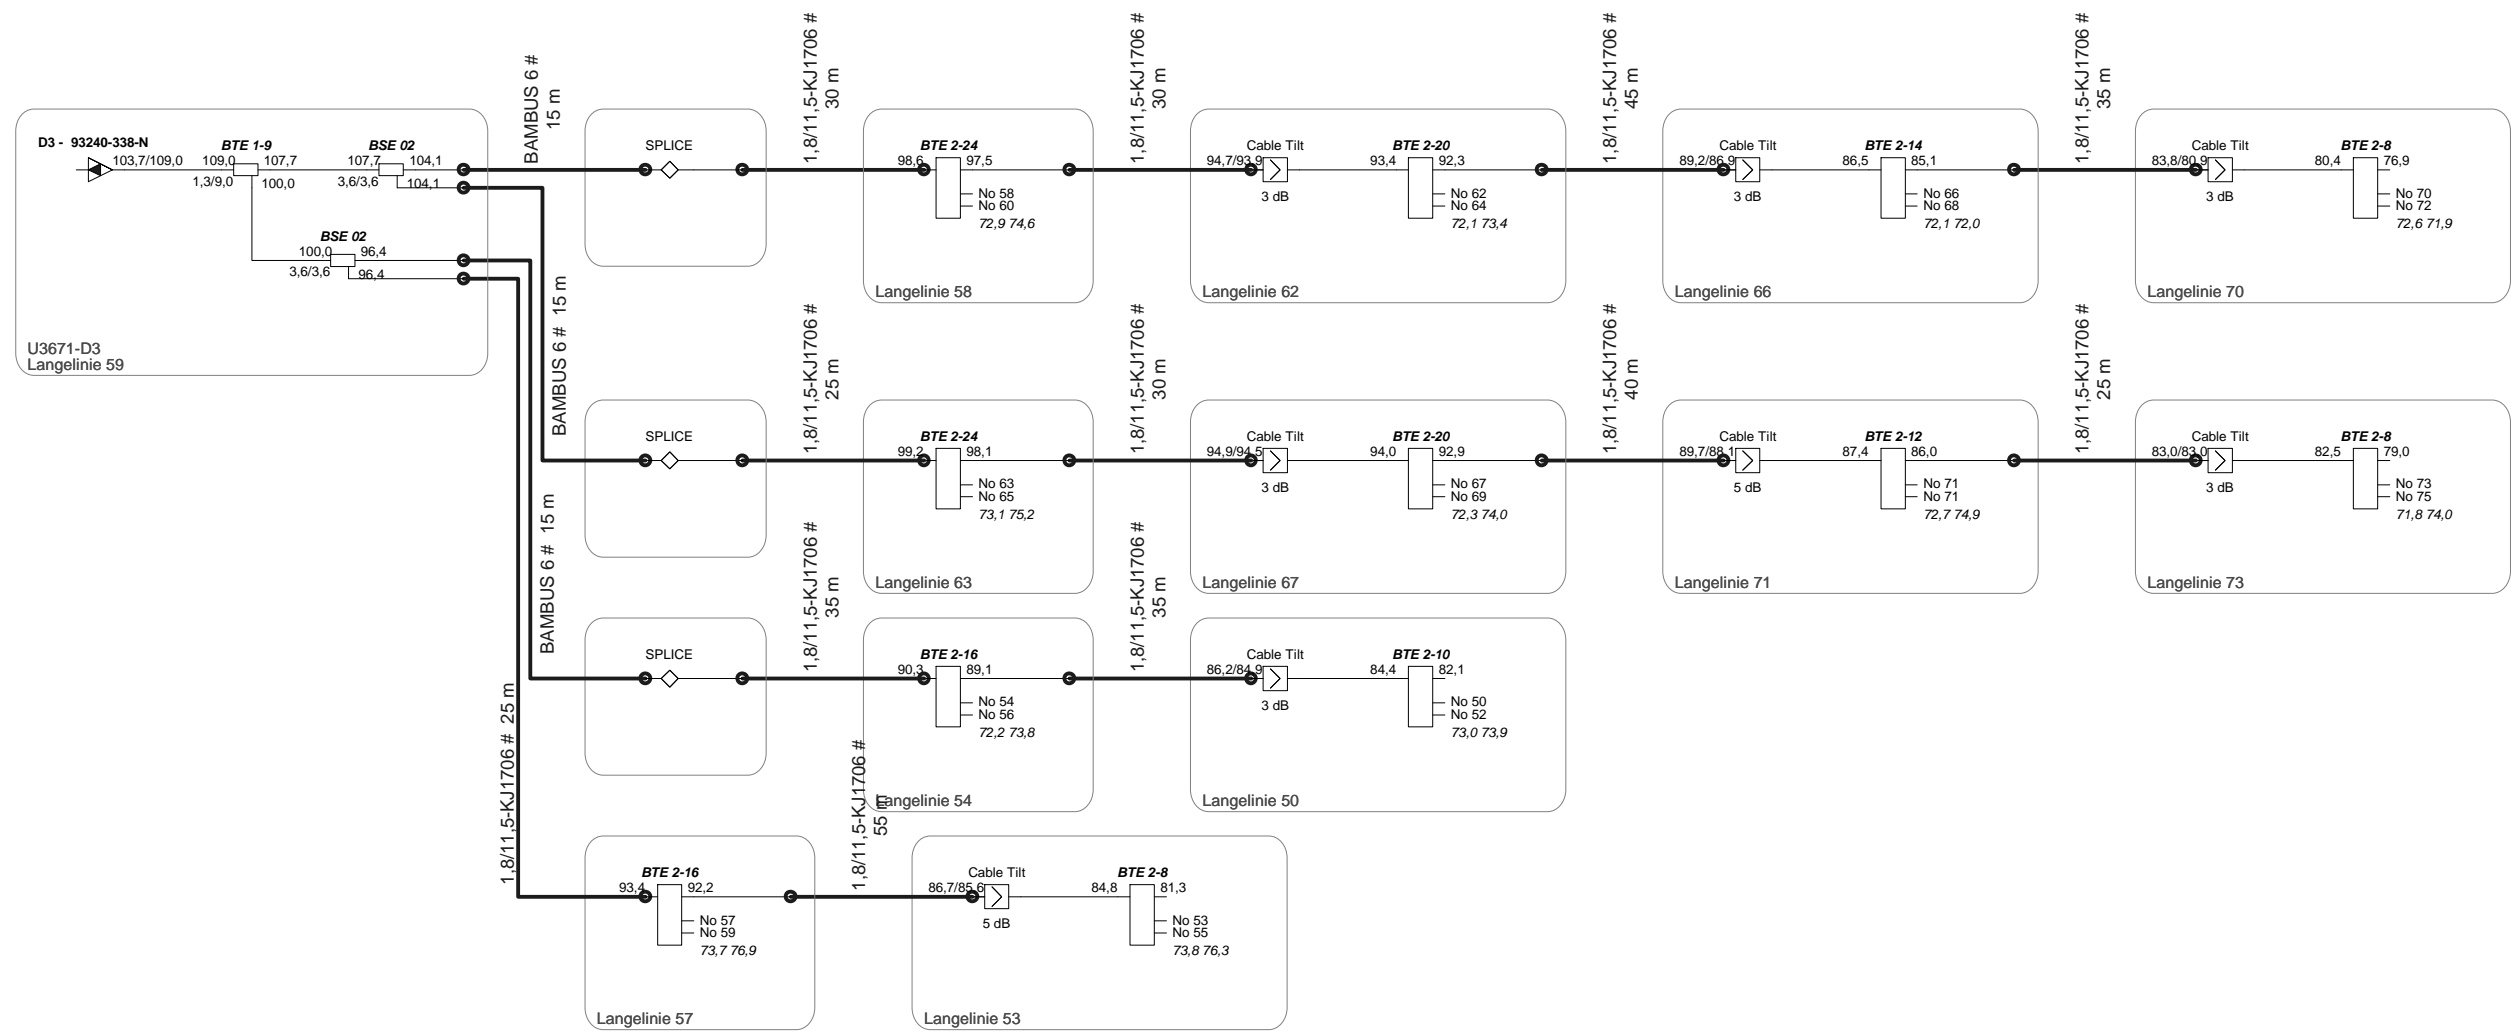 D3 - 93240-338-N
103,7/109,0
BTE 1-9
109,0
107,7
1,3/9,0
100,0
BSE 02
107,7
104,1
3,6/3,6
104,1
BSE 02
100,0
96,4
3,6/3,6
96,4
U3671-D3
Langelinie 59
BAMBUS 6 #
15 m
SPLICE
1,8/11,5-KJ1706 #
30 m
BTE 2-24
98,6
97,5
No 58
No 60
72,9 74,6
Langelinie 58
1,8/11,5-KJ1706 #
30 m
Cable Tilt
94,7/93,9
3 dB
BTE 2-20
93,4
92,3
No 62
No 64
72,1 73,4
Langelinie 62
1,8/11,5-KJ1706 #
45 m
Cable Tilt
89,2/86,9
3 dB
BTE 2-14
86,5
85,1
No 66
No 68
72,1 72,0
Langelinie 66
1,8/11,5-KJ1706 #
35 m
Cable Tilt
83,8/80,9
3 dB
BTE 2-8
80,4
76,9
No 70
No 72
72,6 71,9
Langelinie 70
BAMBUS 6 # 15 m
SPLICE
1,8/11,5-KJ1706 #
25 m
BTE 2-24
99,2
98,1
No 63
No 65
73,1 75,2
Langelinie 63
1,8/11,5-KJ1706 #
30 m
Cable Tilt
94,9/94,5
3 dB
BTE 2-20
94,0
92,9
No 67
No 69
72,3 74,0
Langelinie 67
1,8/11,5-KJ1706 #
40 m
Cable Tilt
89,7/88,1
5 dB
BTE 2-12
87,4
86,0
No 71
No 71
72,7 74,9
Langelinie 71
1,8/11,5-KJ1706 #
25 m
Cable Tilt
83,0/83,0
3 dB
BTE 2-8
82,5
79,0
No 73
No 75
71,8 74,0
Langelinie 73
BAMBUS 6 # 15 m
SPLICE
1,8/11,5-KJ1706 #
35 m
BTE 2-16
90,3
89,1
No 54
No 56
72,2 73,8
Langelinie 54
1,8/11,5-KJ1706 #
35 m
Cable Tilt
86,2/84,9
3 dB
BTE 2-10
84,4
82,1
No 50
No 52
73,0 73,9
Langelinie 50
1,8/11,5-KJ1706 # 25 m
BTE 2-16
93,4
92,2
No 57
No 59
73,7 76,9
Langelinie 57
1,8/11,5-KJ1706 #
55 m
Cable Tilt
86,7/85,6
5 dB
BTE 2-8
84,8
81,3
No 53
No 55
73,8 76,3
Langelinie 53